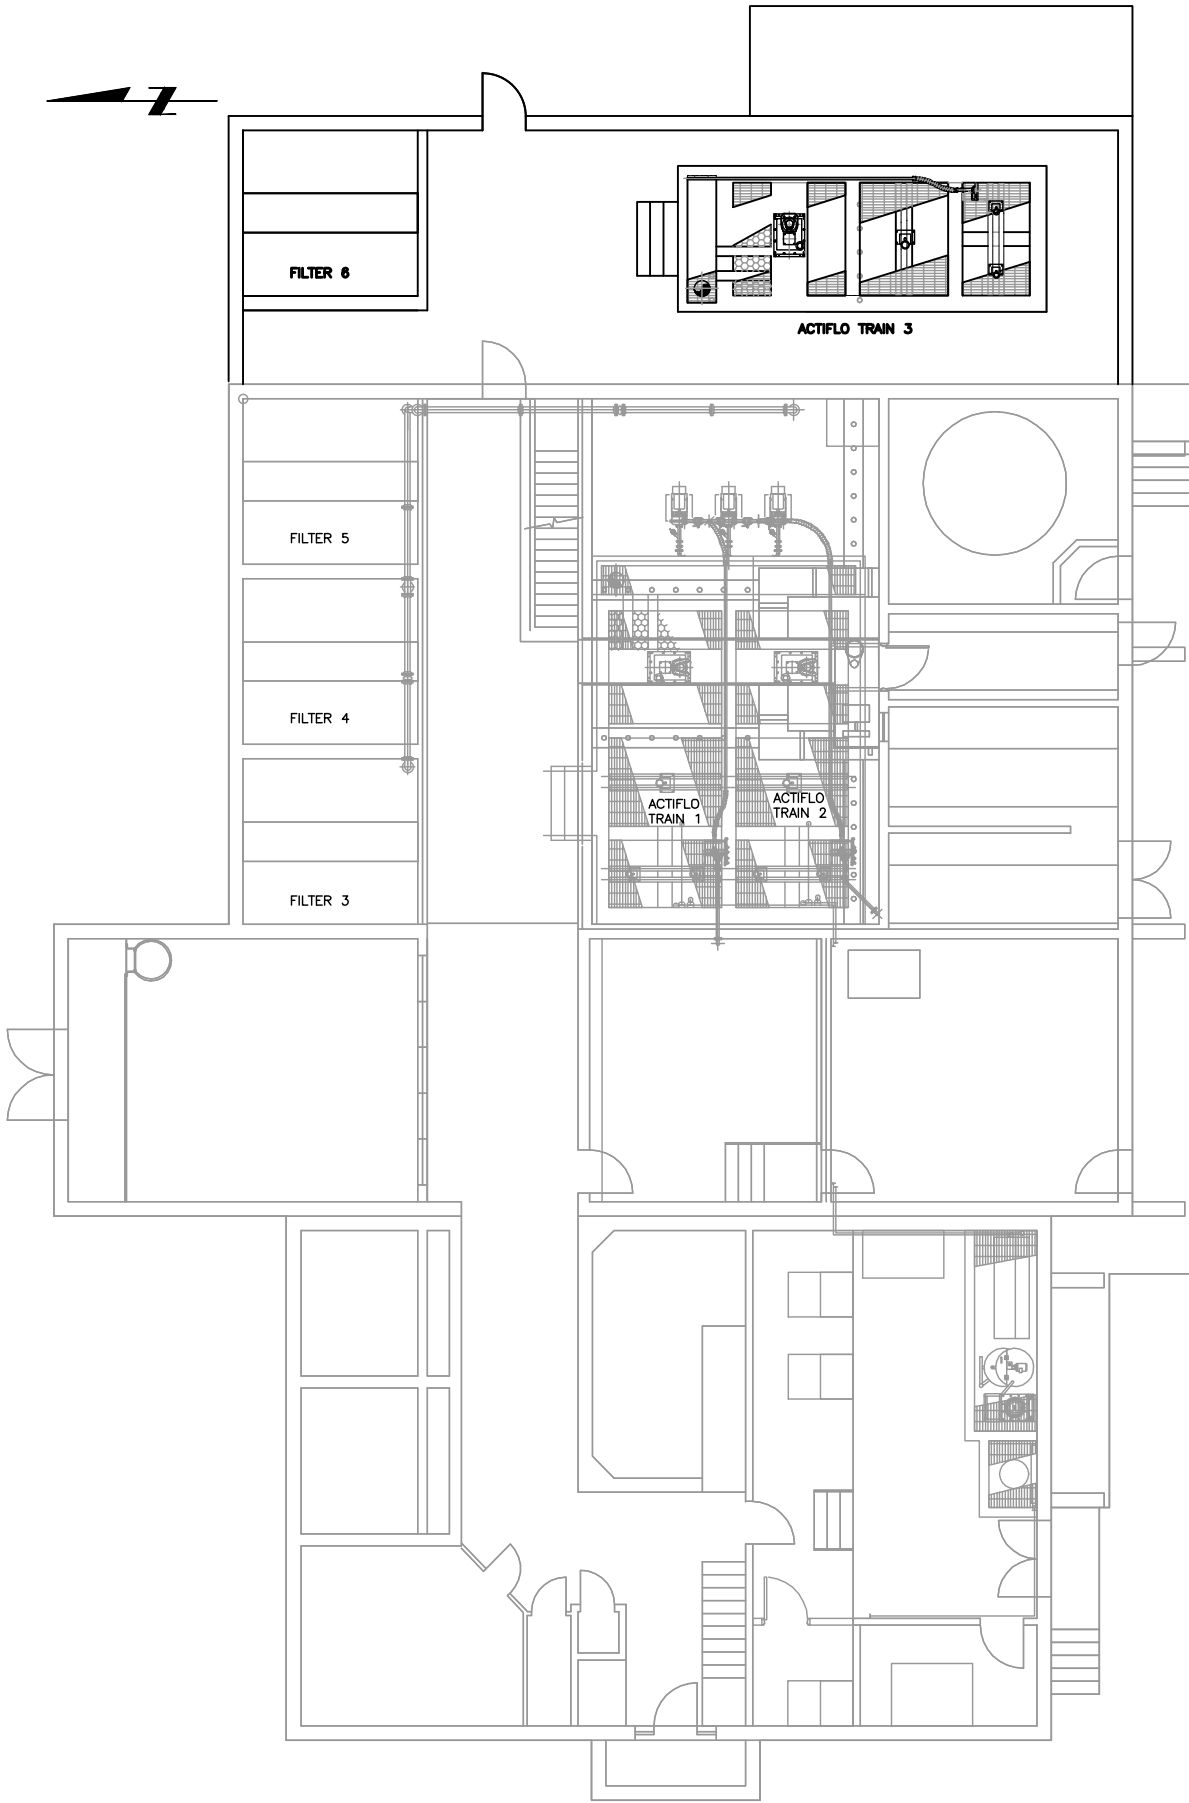 N
FILTER 6
ACTIFLO TRAIN 3
FILTER 5
FILTER 4
ACTIFLO
TRAIN 1
ACTIFLO
TRAIN 2
FILTER 3